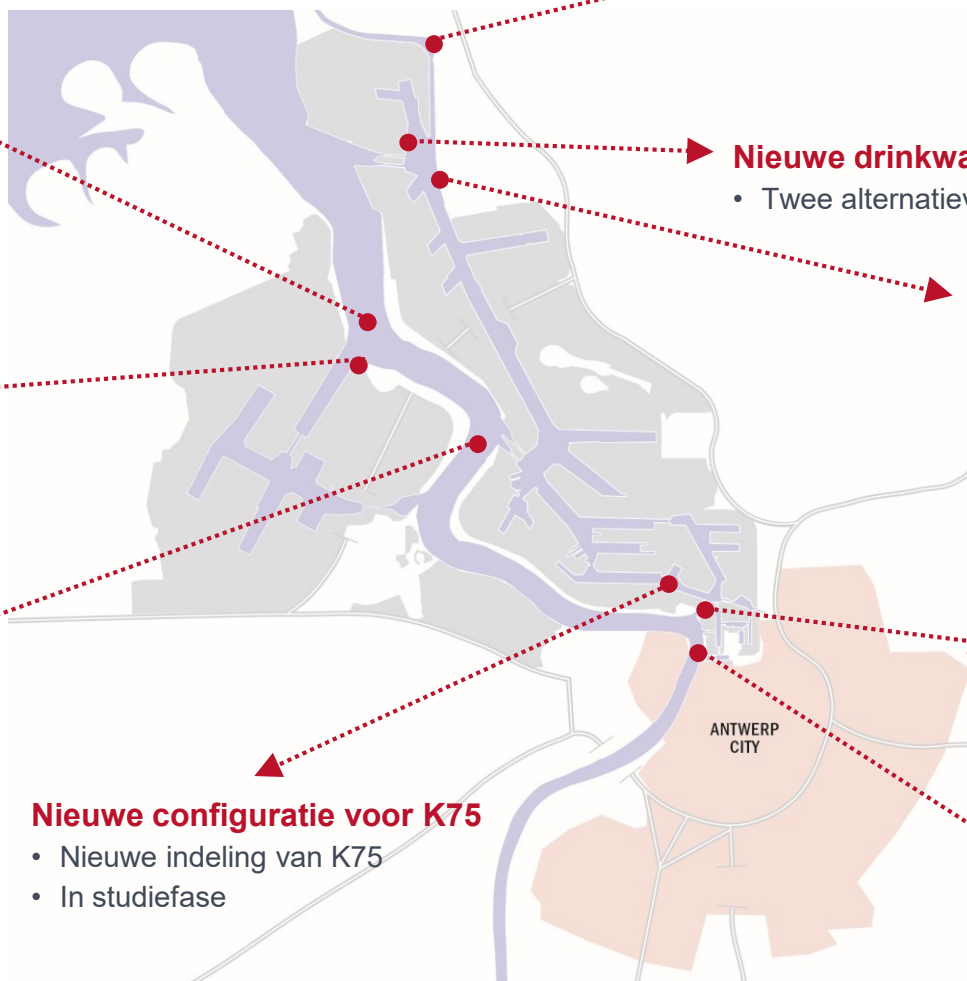 Nieuwe drinkwa
• Twee alternatiev
ANTWERP
CITY
Nieuwe configuratie voor K75
• Nieuwe indeling van K75
• In studiefase